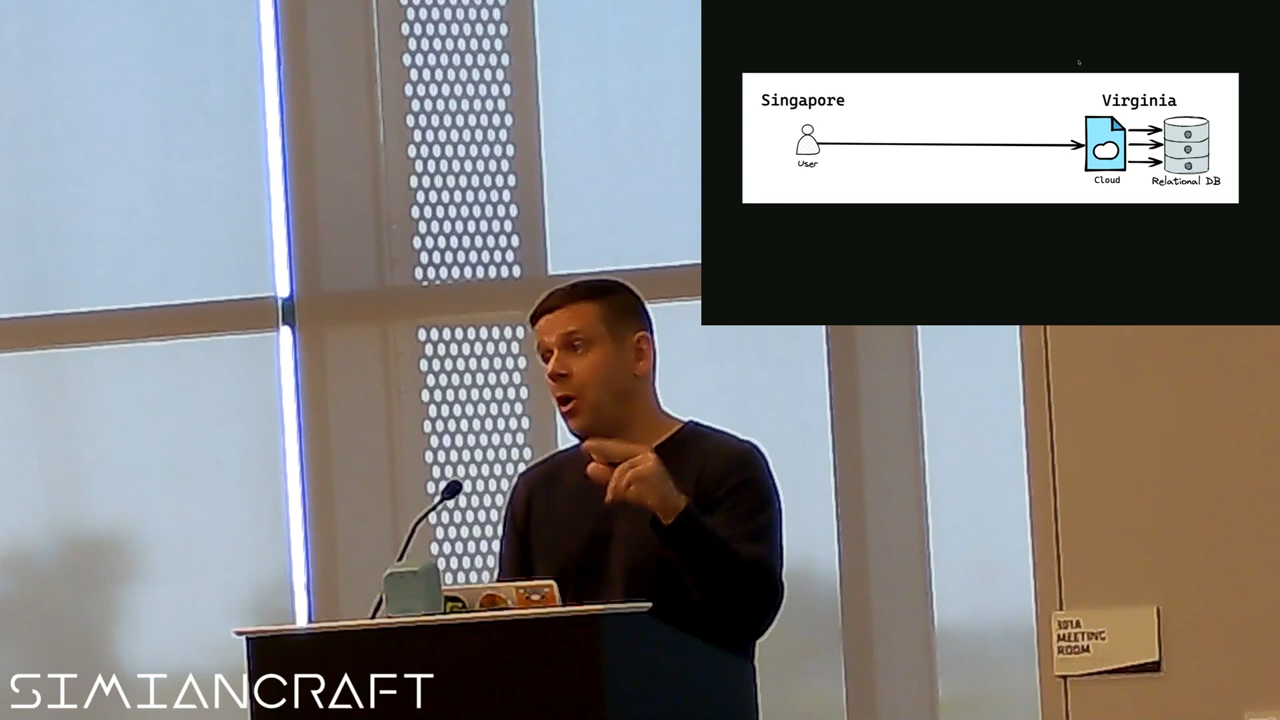 Singapore
Virginia
User
Cloud
Relational DB
301A
MEETING
ROOM
SIMIANCRAFT